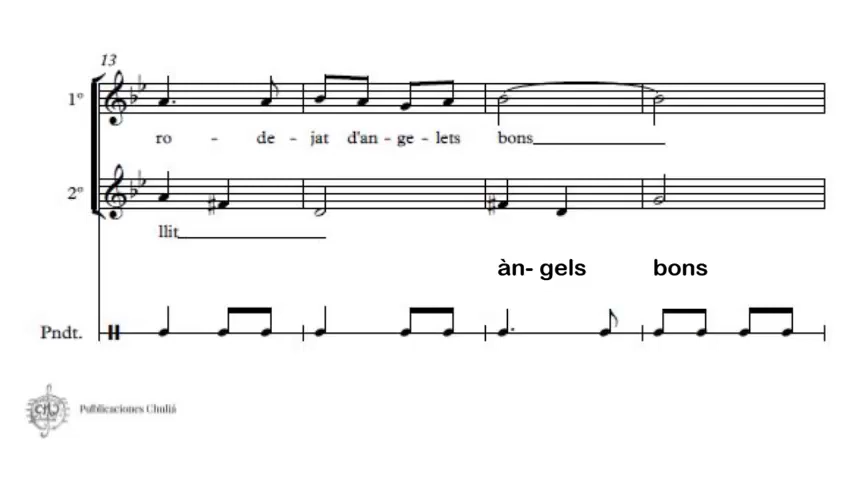 13
1º
ro - de - jat d'an - ge - lets bons
2º
llit
àn- gels bons
Pndt.
Publicaciones Chuliá